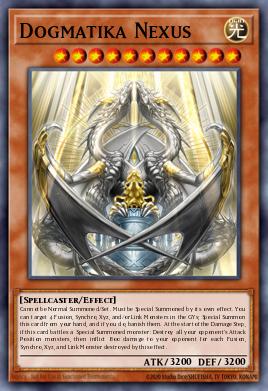 DOGMATIKA NEXUS
光
[SPELLCASTER/EFFECT]
Cannot be Normal Summoned/Set. Must be Special Summoned by its own effect. You
can target 4 Fusion, Synchro, Xyz, and/or Link Monsters in the GYs; Special Summon
this card from your hand, and if you do, banish them. At the start of the Damage Step,
if this card battles a Special Summoned monster: Destroy all your opponent's Attack
Position monsters, then inflict 800 damage to your opponent for each Fusion,
Synchro, Xyz, and Link Monster destroyed by this effect.
ATK/ 3200 DEF/ 3200